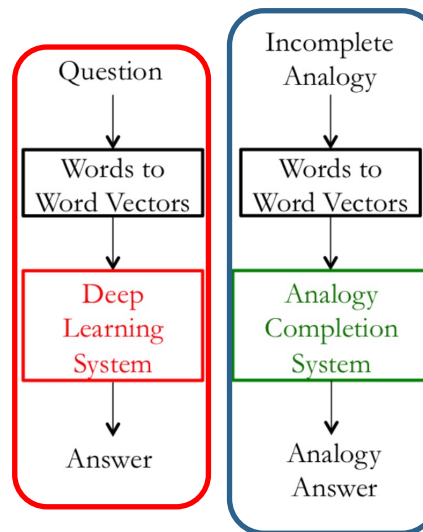 Question
Words to
Word Vectors
Deep
Learning
System
Answer
Incomplete
Analogy
Words to
Word Vectors
Analogy
Completion
System
Analogy
Answer